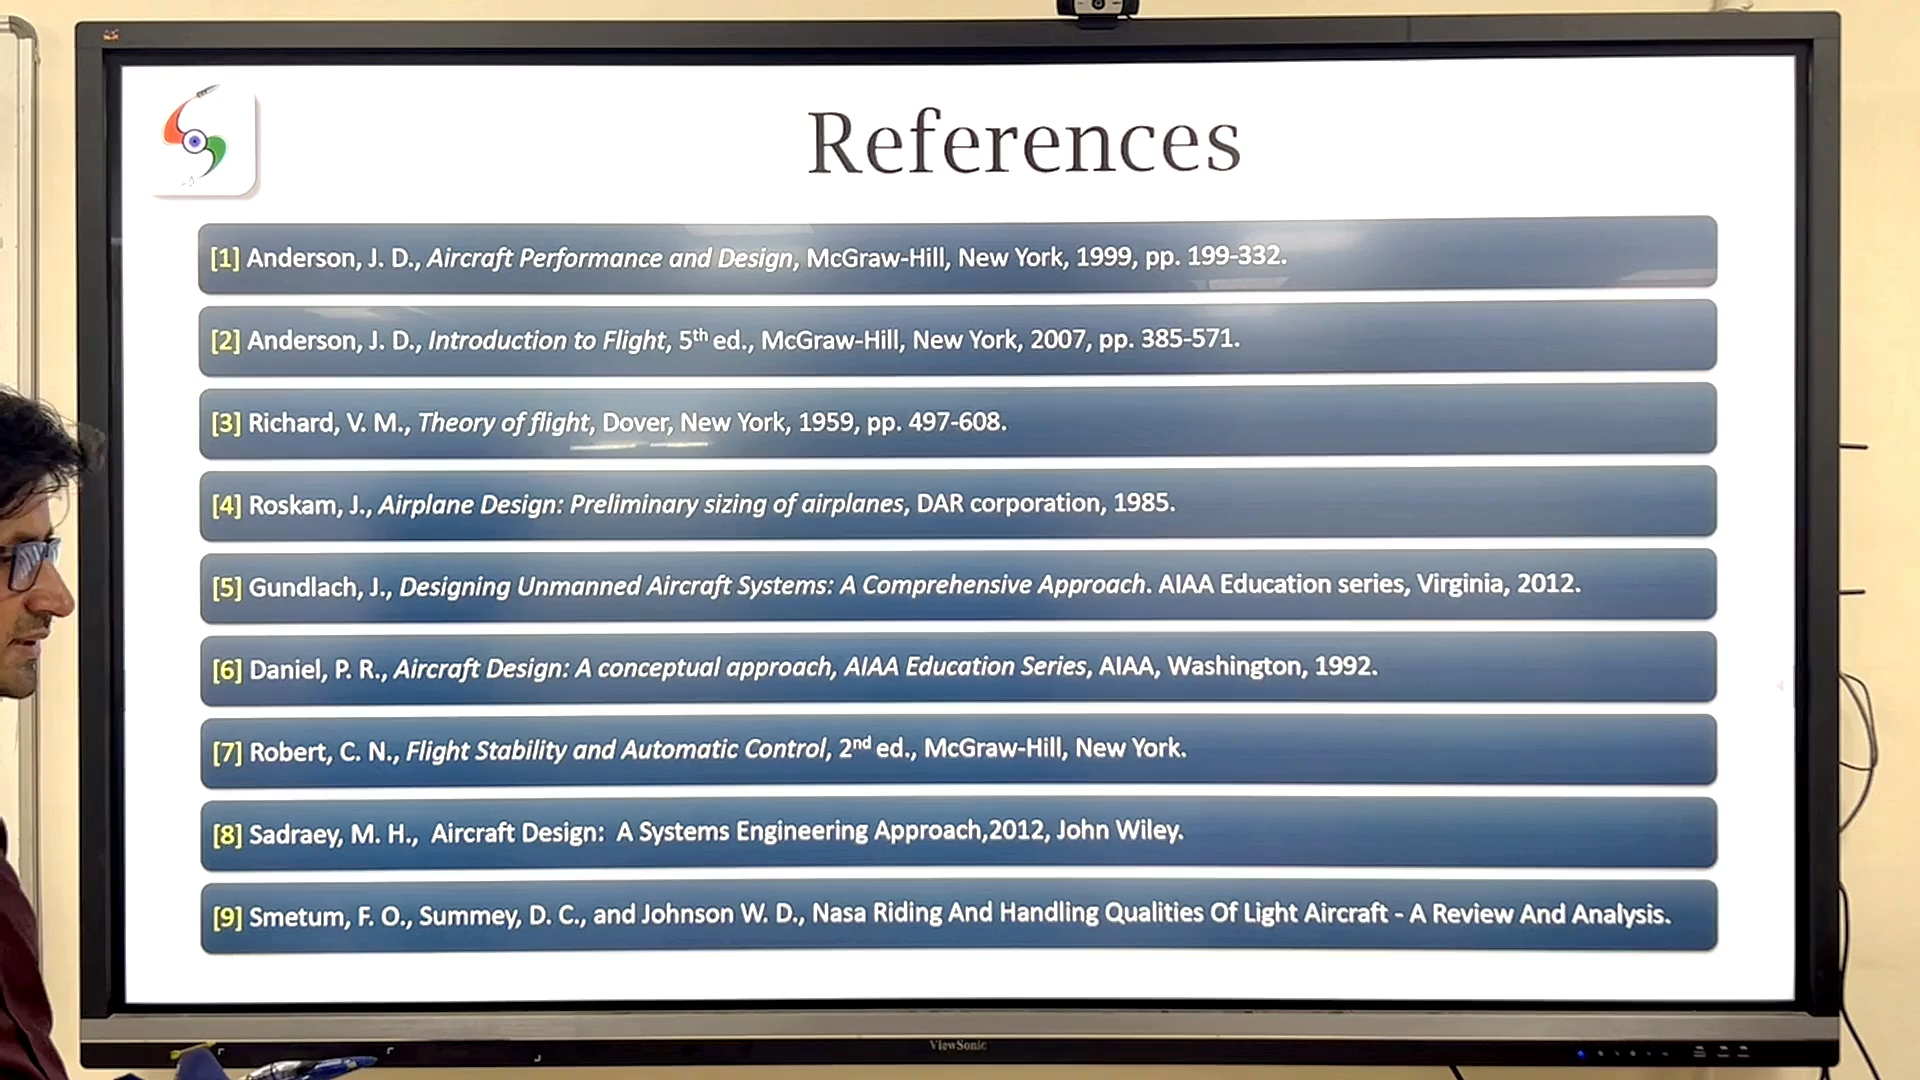 References
[1] Anderson, J. D., Aircraft Performance and Design, McGraw-Hill, New York, 1999, pp. 199-332.
[2] Anderson, J. D., Introduction to Flight, 5th ed., McGraw-Hill, New York, 2007, pp. 385-571.
[3] Richard, V. M., Theory of flight, Dover, New York, 1959, pp. 497-608.
[4] Roskam, J., Airplane Design: Preliminary sizing of airplanes, DAR corporation, 1985.
[5] Gundlach, J., Designing Unmanned Aircraft Systems: A Comprehensive Approach. AIAA Education series, Virginia, 2012.
[6] Daniel, P. R., Aircraft Design: A conceptual approach, AIAA Education Series, AIAA, Washington, 1992.
[7] Robert, C. N., Flight Stability and Automatic Control, 2nd ed., McGraw-Hill, New York.
[8] Sadraey, M. H., Aircraft Design: A Systems Engineering Approach,2012, John Wiley.
[9] Smetum, F. O., Summey, D. C., and Johnson W. D., Nasa Riding And Handling Qualities Of Light Aircraft - A Review And Analysis.
ViewSonic